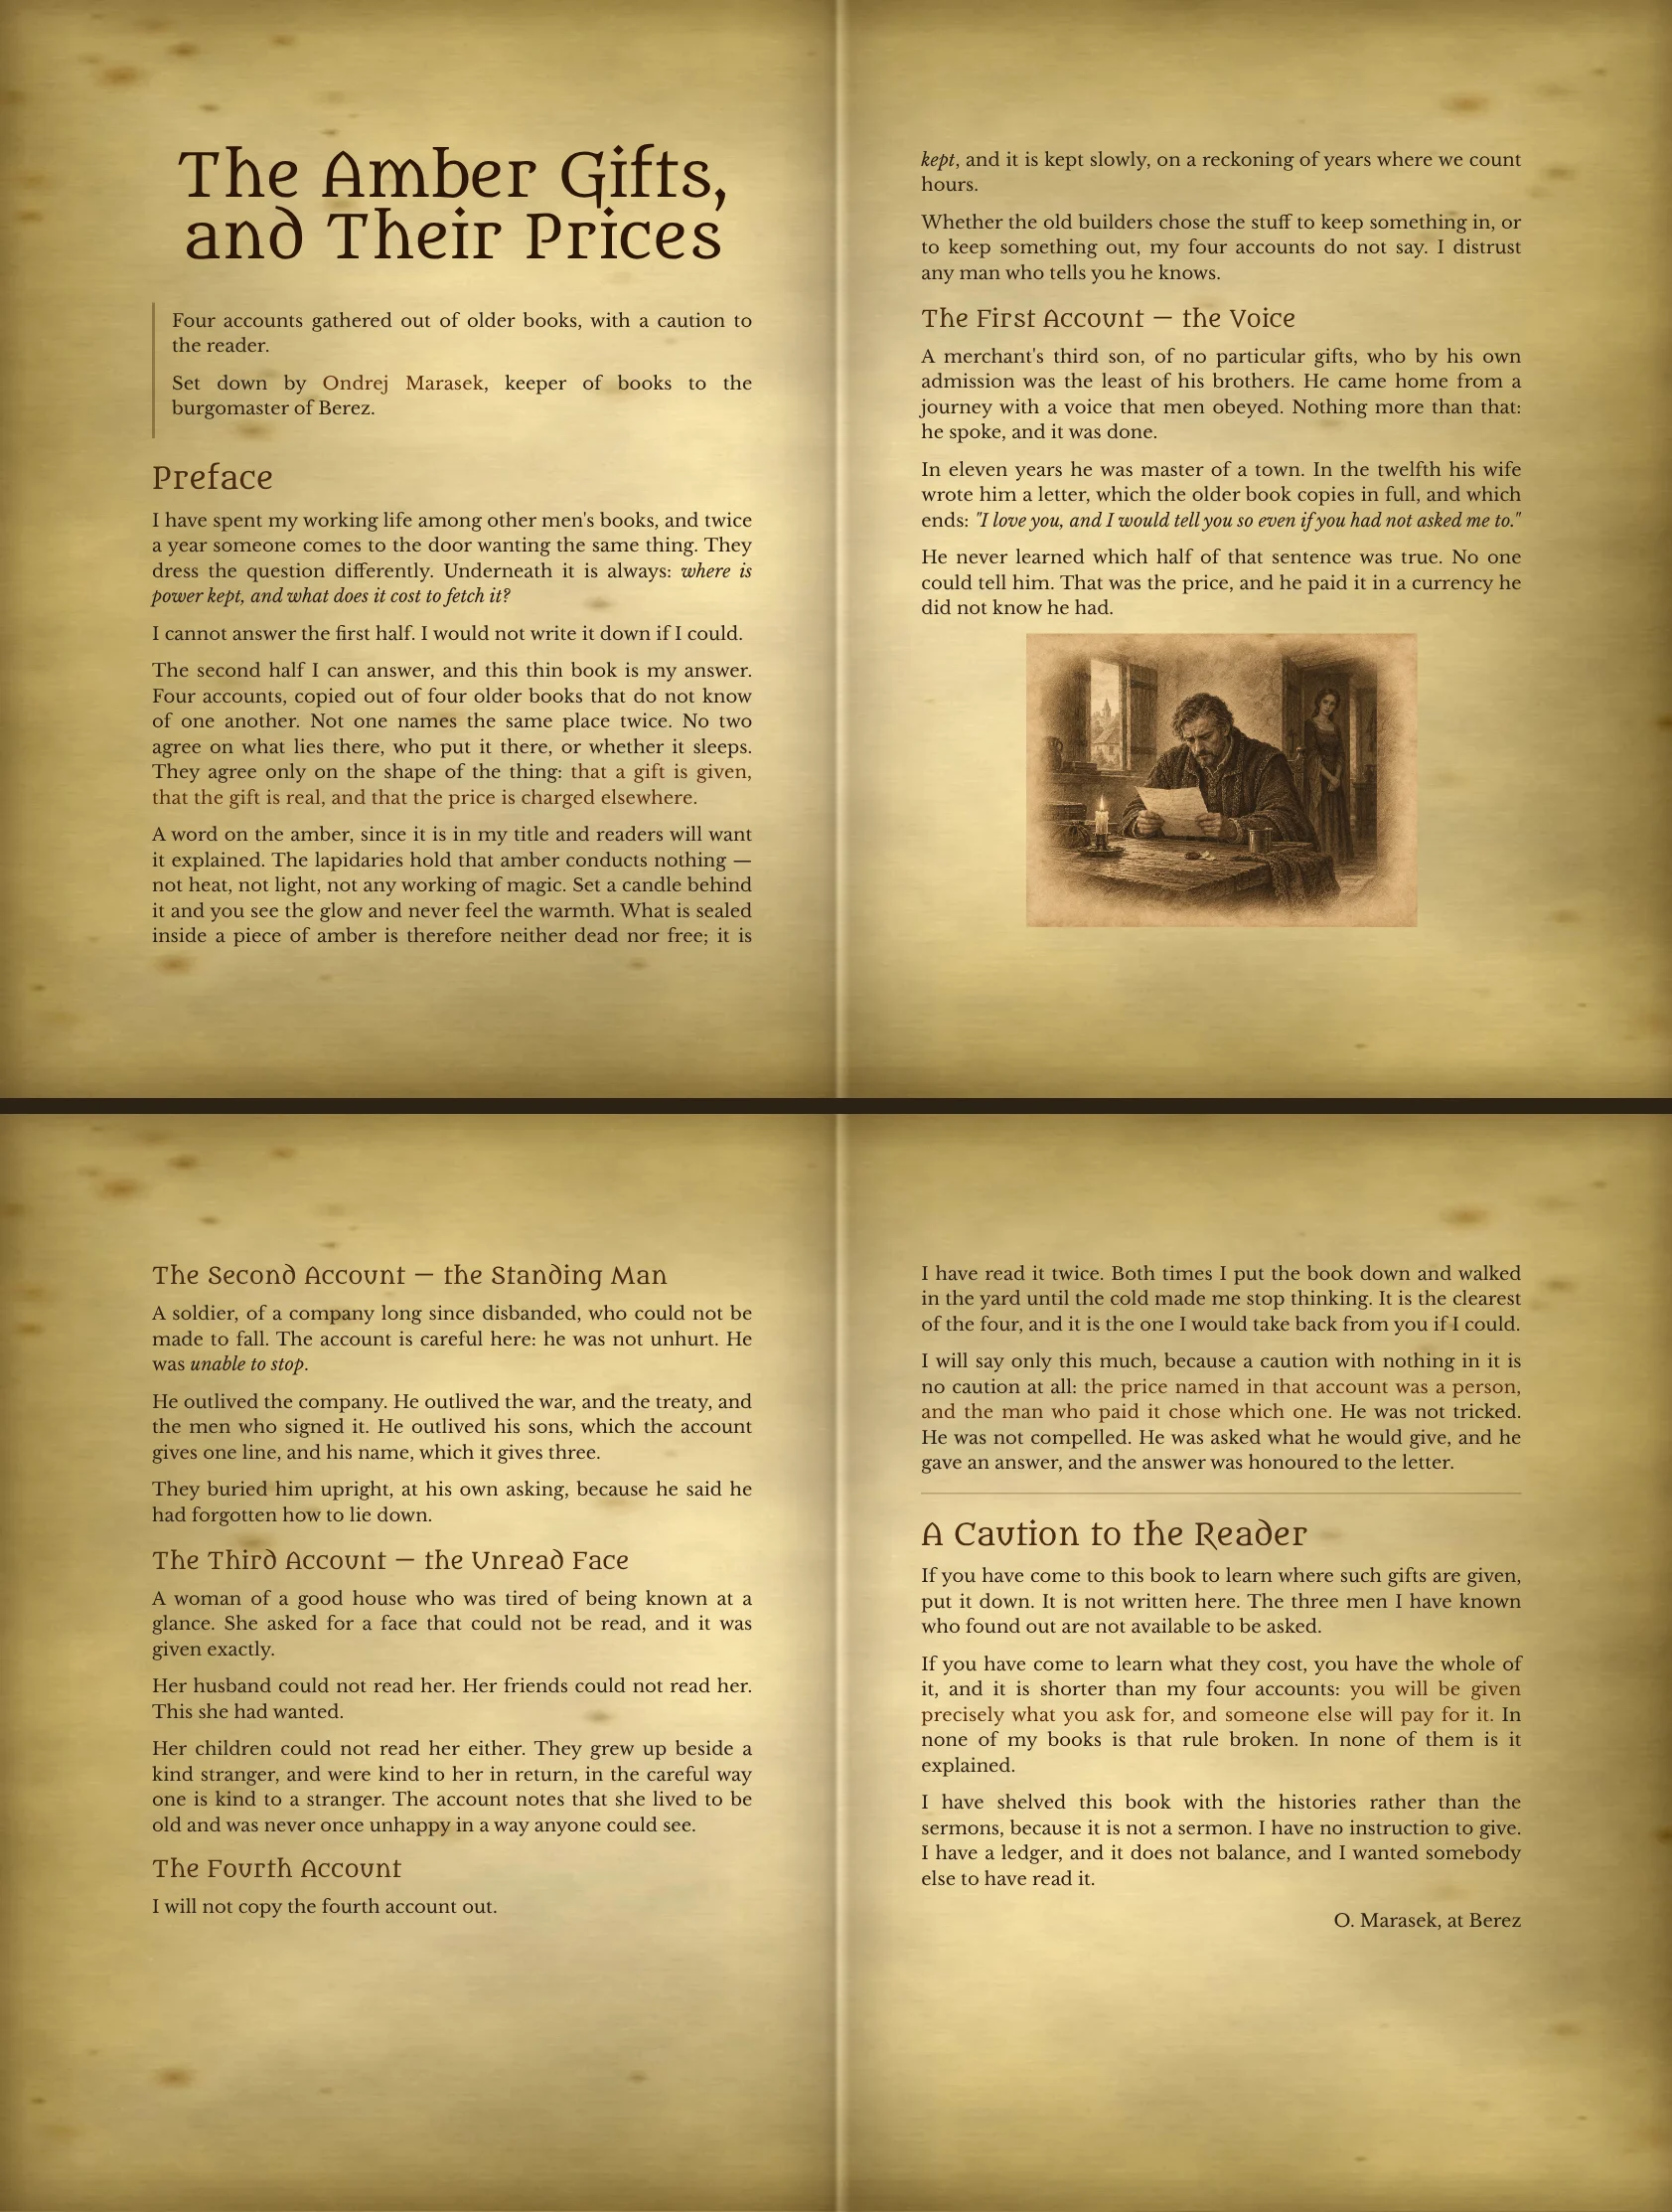 The Amber Gifts,
and Their Prices
Four accounts gathered out of older books, with a caution to
the reader.
Set down by Ondrej Marasek, keeper of books to the
burgomaster of Berez.
Preface
I have spent my working life among other men's books, and twice
a year someone comes to the door wanting the same thing. They
dress the question differently. Underneath it is always: where is
power kept, and what does it cost to fetch it?
I cannot answer the first half. I would not write it down if I could.
The second half I can answer, and this thin book is my answer.
Four accounts, copied out of four older books that do not know
of one another. Not one names the same place twice. No two
agree on what lies there, who put it there, or whether it sleeps.
They agree only on the shape of the thing: that a gift is given,
that the gift is real, and that the price is charged elsewhere.
A word on the amber, since it is in my title and readers will want
it explained. The lapidaries hold that amber conducts nothing —
not heat, not light, not any working of magic. Set a candle behind
it and you see the glow and never feel the warmth. What is sealed
inside a piece of amber is therefore neither dead nor free; it is
kept, and it is kept slowly, on a reckoning of years where we count
hours.
Whether the old builders chose the stuff to keep something in, or
to keep something out, my four accounts do not say. I distrust
any man who tells you he knows.
The First Account — the Voice
A merchant's third son, of no particular gifts, who by his own
admission was the least of his brothers. He came home from a
journey with a voice that men obeyed. Nothing more than that:
he spoke, and it was done.
In eleven years he was master of a town. In the twelfth his wife
wrote him a letter, which the older book copies in full, and which
ends: "I love you, and I would tell you so even if you had not asked me to."
He never learned which half of that sentence was true. No one
could tell him. That was the price, and he paid it in a currency he
did not know he had.
The Second Account — the Standing Man
A soldier, of a company long since disbanded, who could not be
made to fall. The account is careful here: he was not unhurt. He
was unable to stop.
He outlived the company. He outlived the war, and the treaty, and
the men who signed it. He outlived his sons, which the account
gives one line, and his name, which it gives three.
They buried him upright, at his own asking, because he said he
had forgotten how to lie down.
The Third Account — the Unread Face
A woman of a good house who was tired of being known at a
glance. She asked for a face that could not be read, and it was
given exactly.
Her husband could not read her. Her friends could not read her.
This she had wanted.
Her children could not read her either. They grew up beside a
kind stranger, and were kind to her in return, in the careful way
one is kind to a stranger. The account notes that she lived to be
old and was never once unhappy in a way anyone could see.
The Fourth Account
I will not copy the fourth account out.
I have read it twice. Both times I put the book down and walked
in the yard until the cold made me stop thinking. It is the clearest
of the four, and it is the one I would take back from you if I could.
I will say only this much, because a caution with nothing in it is
no caution at all: the price named in that account was a person,
and the man who paid it chose which one. He was not tricked.
He was not compelled. He was asked what he would give, and he
gave an answer, and the answer was honoured to the letter.
A Caution to the Reader
If you have come to this book to learn where such gifts are given,
put it down. It is not written here. The three men I have known
who found out are not available to be asked.
If you have come to learn what they cost, you have the whole of
it, and it is shorter than my four accounts: you will be given
precisely what you ask for, and someone else will pay for it. In
none of my books is that rule broken. In none of them is it
explained.
I have shelved this book with the histories rather than the
sermons, because it is not a sermon. I have no instruction to give.
I have a ledger, and it does not balance, and I wanted somebody
else to have read it.
O. Marasek, at Berez